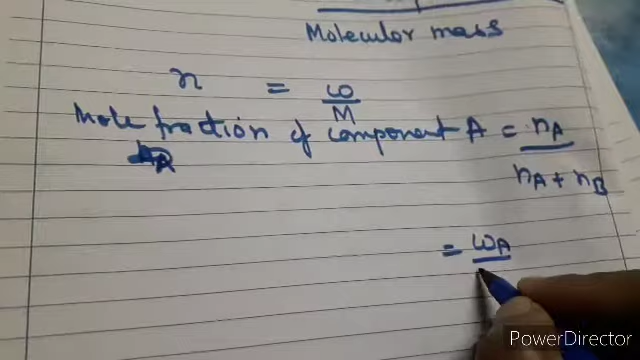 Molecular mass
n = w/M
Mole fraction of component A = nA/nA + nB
= wA
PowerDirector